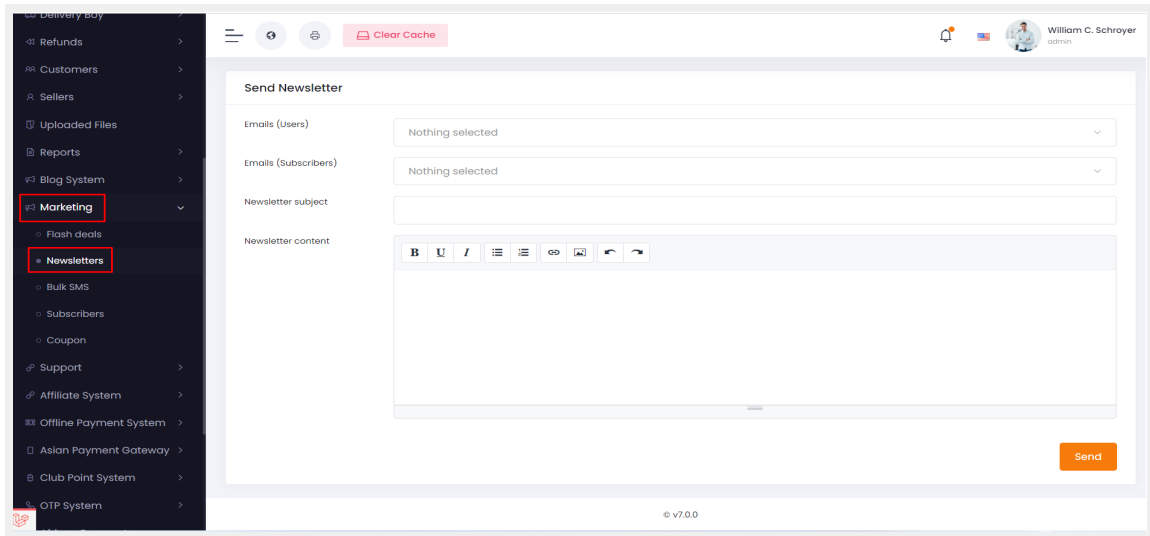 Delivery Boy
Refunds
Customers
Sellers
Uploaded Files
Reports
Blog System
Marketing
Flash deals
Newsletters
Bulk SMS
Subscribers
Coupon
Support
Affiliate System
Offline Payment System
Asian Payment Gateway
Club Point System
OTP System
Clear Cache
William C. Schroyer
admin
Send Newsletter
Emails (Users)
Nothing selected
Emails (Subscribers)
Nothing selected
Newsletter subject
Newsletter content
B U I
Send
© v7.0.0